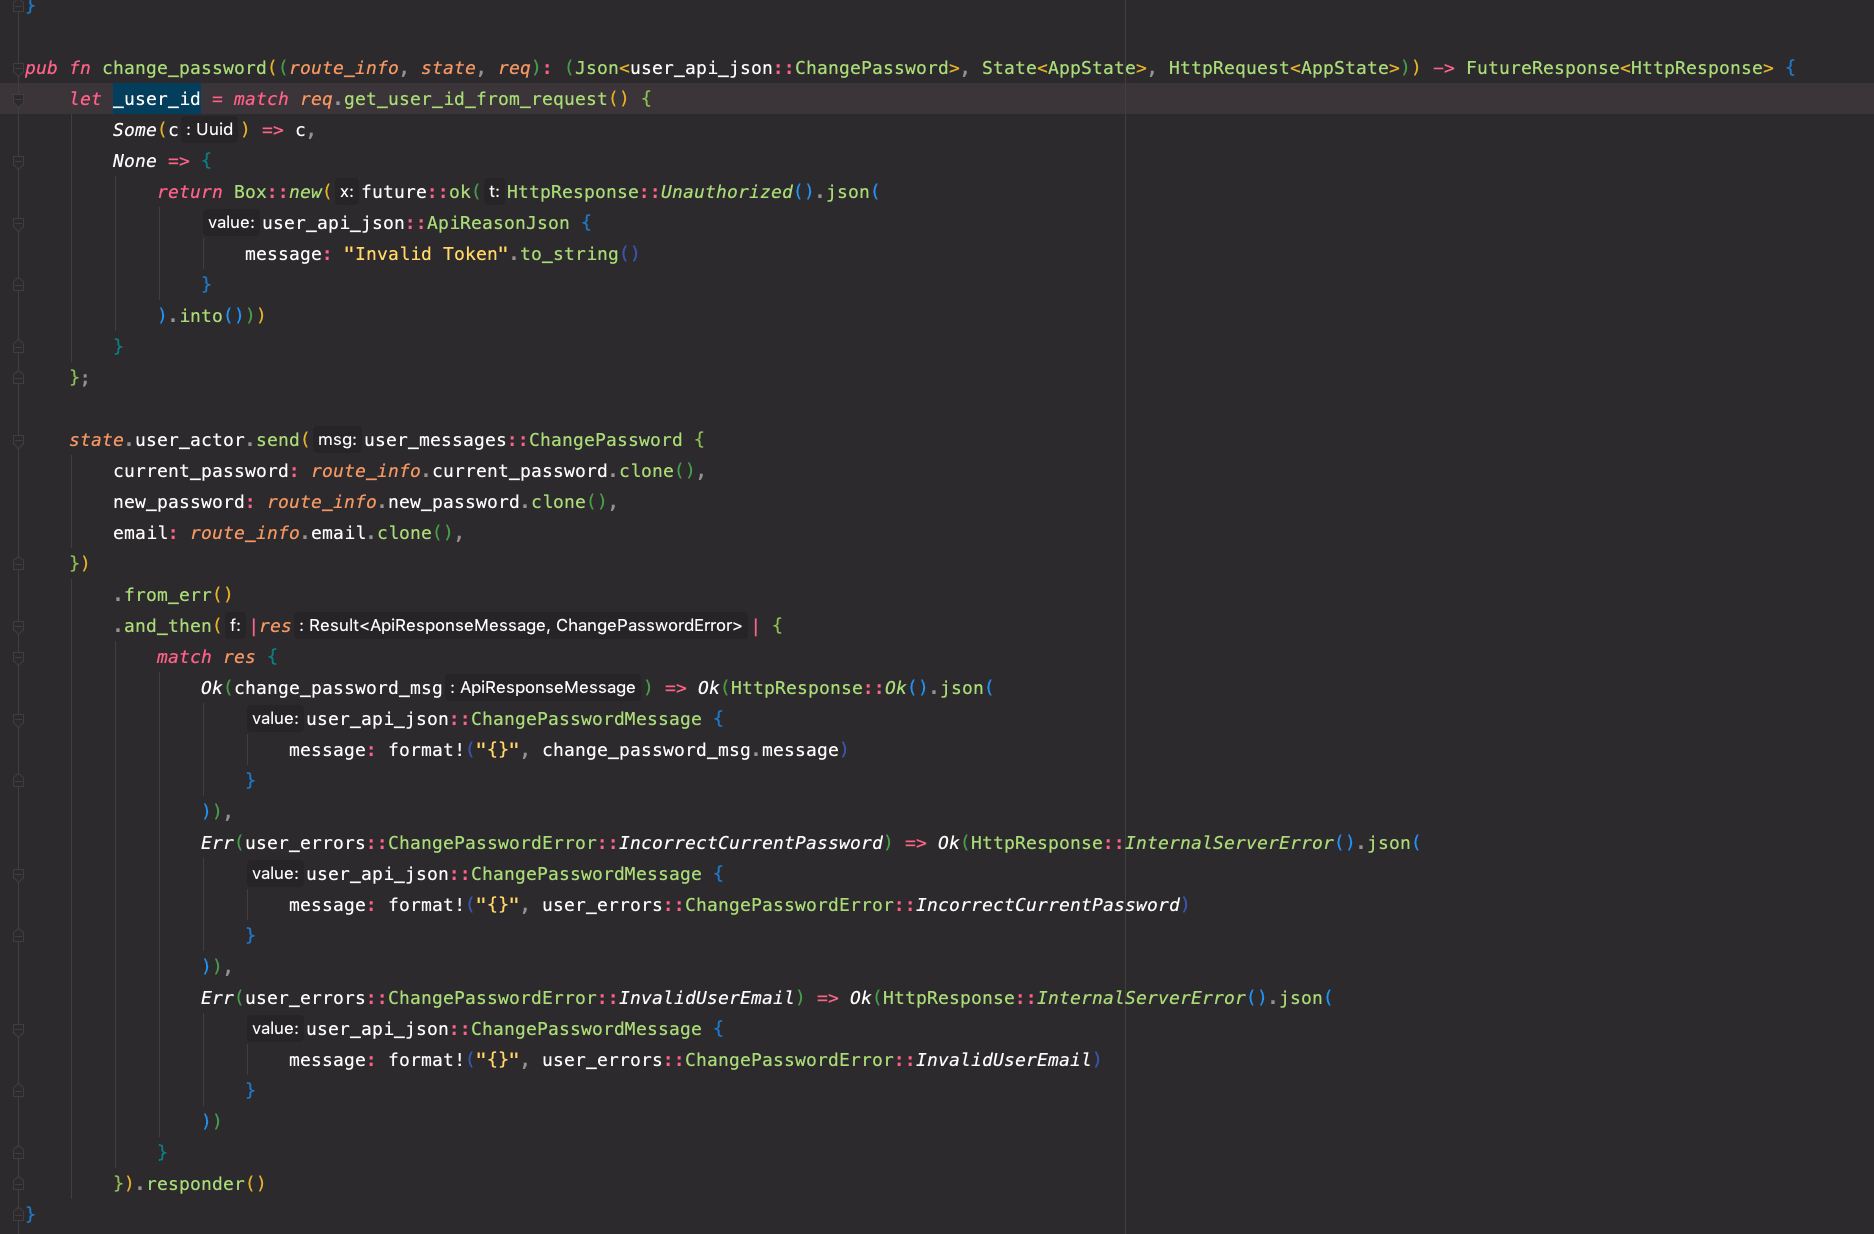 }
pub fn change_password((route_info, state, req): (Json<user_api_json::ChangePassword>, State<AppState>, HttpRequest<AppState>)) -> FutureResponse<HttpResponse> {
    let _user_id = match req.get_user_id_from_request() {
        Some(c : Uuid ) => c,
        None => {
            return Box::new( x: future::ok( t: HttpResponse::Unauthorized().json(
                value: user_api_json::ApiReasonJson {
                    message: "Invalid Token".to_string()
                }
            ).into()))
        }
    };
    state.user_actor.send( msg: user_messages::ChangePassword {
        current_password: route_info.current_password.clone(),
        new_password: route_info.new_password.clone(),
        email: route_info.email.clone(),
    })
        .from_err()
        .and_then( f: |res : Result<ApiResponseMessage, ChangePasswordError> | {
            match res {
                Ok(change_password_msg : ApiResponseMessage ) => Ok(HttpResponse::Ok().json(
                    value: user_api_json::ChangePasswordMessage {
                        message: format!("{}", change_password_msg.message)
                    }
                )),
                Err(user_errors::ChangePasswordError::IncorrectCurrentPassword) => Ok(HttpResponse::InternalServerError().json(
                    value: user_api_json::ChangePasswordMessage {
                        message: format!("{}", user_errors::ChangePasswordError::IncorrectCurrentPassword)
                    }
                )),
                Err(user_errors::ChangePasswordError::InvalidUserEmail) => Ok(HttpResponse::InternalServerError().json(
                    value: user_api_json::ChangePasswordMessage {
                        message: format!("{}", user_errors::ChangePasswordError::InvalidUserEmail)
                    }
                ))
            }
        }).responder()
}